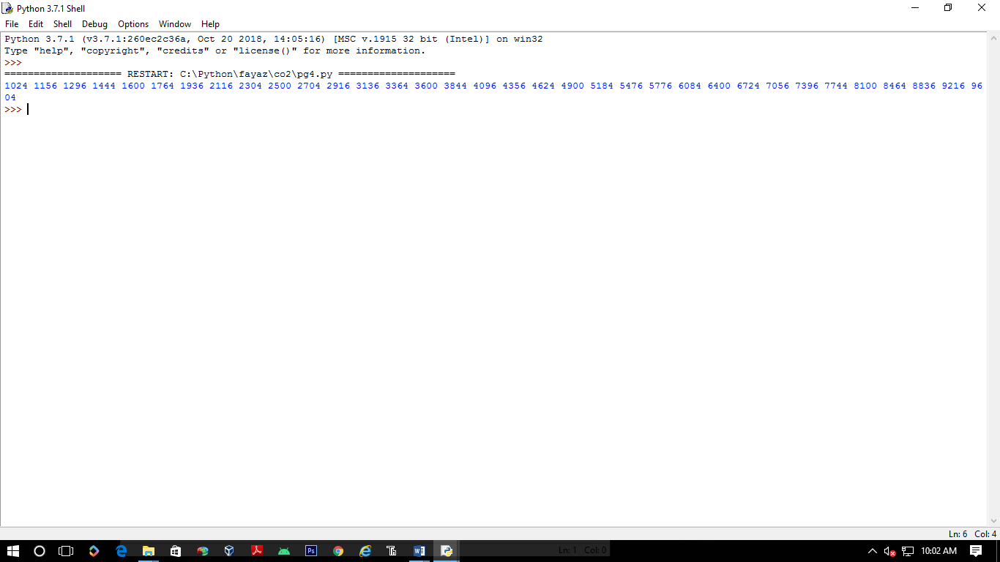 Python 3.7.1 Shell
File Edit Shell Debug Options Window Help
Python 3.7.1 (v3.7.1:260ec2c36a, Oct 20 2018, 14:05:16) [MSC v.1915 32 bit (Intel)] on win32
Type "help", "copyright", "credits" or "license()" for more information.
>>>
==================== RESTART: C:\Python\fayaz\co2\pg4.py ====================
1024 1156 1296 1444 1600 1764 1936 2116 2304 2500 2704 2916 3136 3364 3600 3844 4096 4356 4624 4900 5184 5476 5776 6084 6400 6724 7056 7396 7744 8100 8464 8836 9216 96
04
>>>
Ln: 6 Col: 4
Ln: 1 Col: 0
10:02 AM